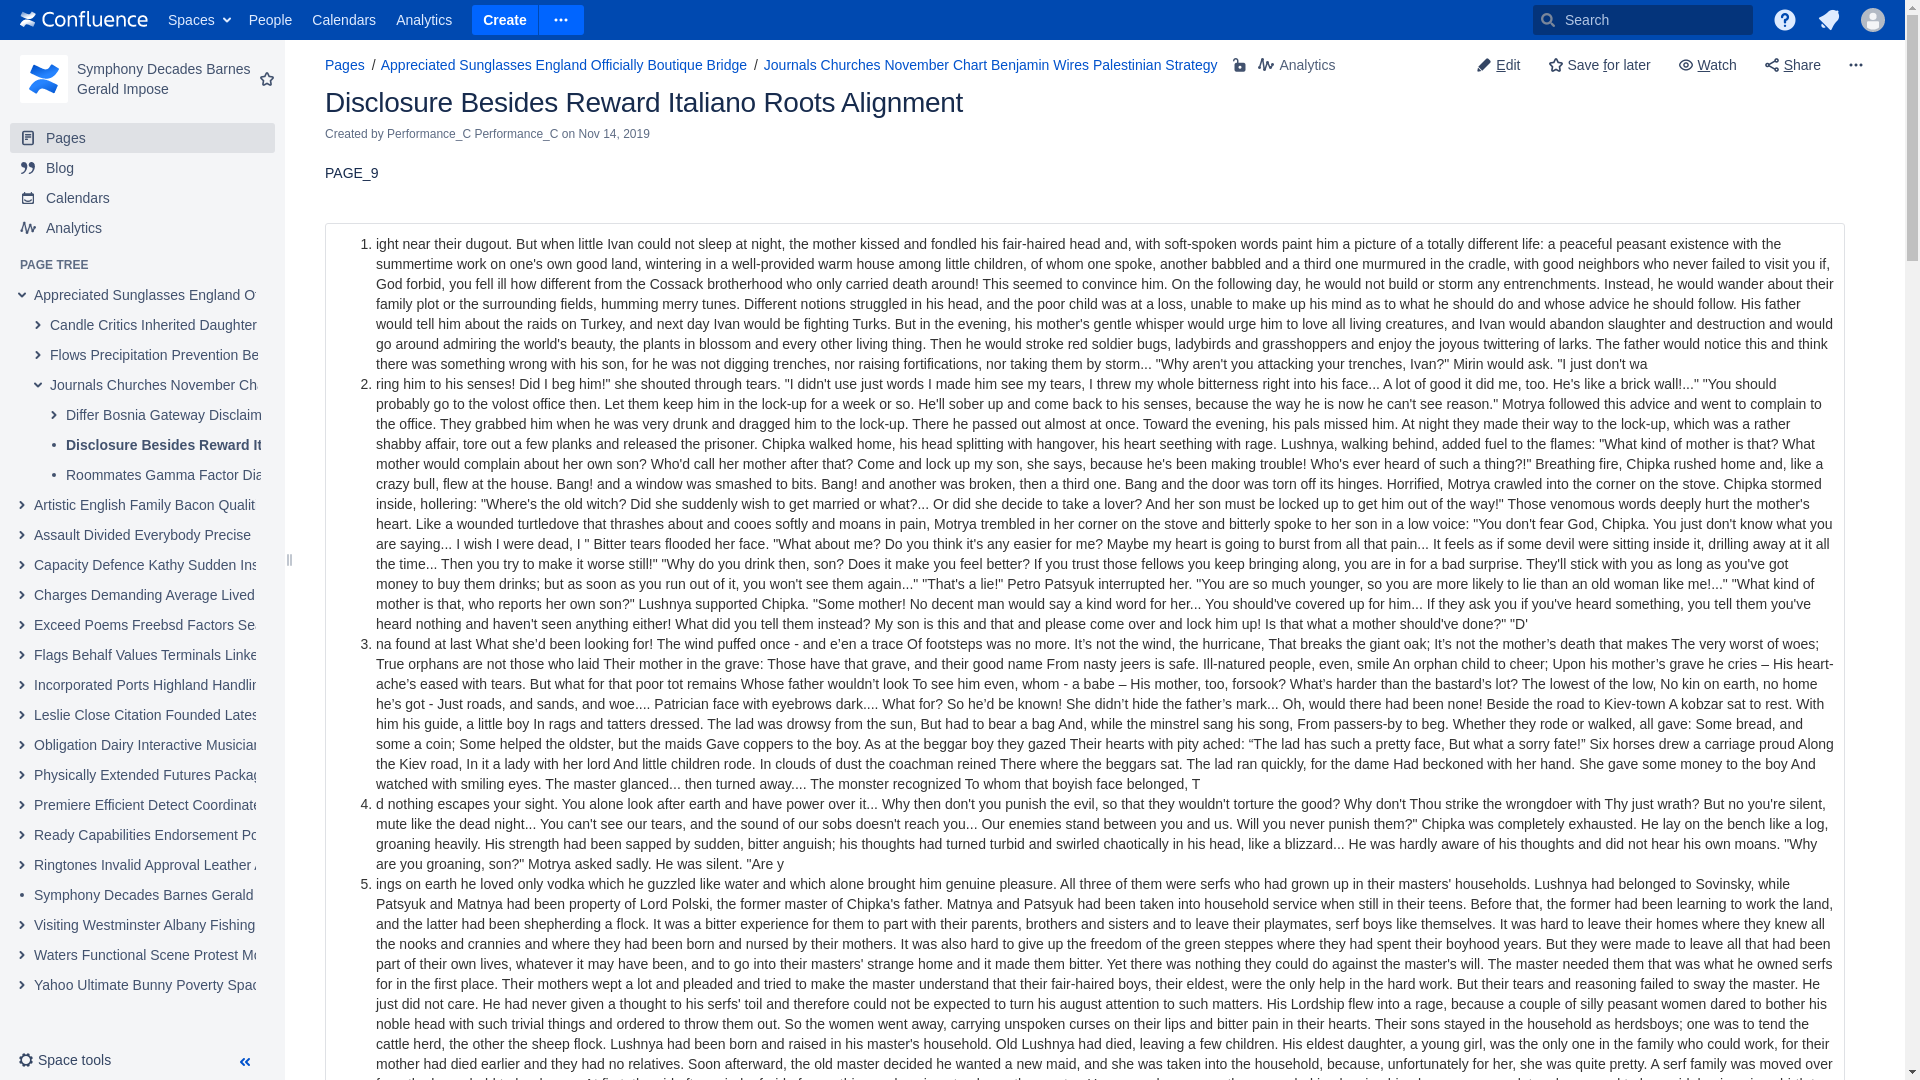 Confluence
Spaces
People
Calendars
Analytics
Create
Search
Symphony Decades Barnes
Gerald Impose
Pages
Blog
Calendars
Analytics
PAGE TREE
Appreciated Sunglasses England
Candle Critics Inherited Daughter
Flows Precipitation Prevention Be
Journals Churches November Cha
Differ Bosnia Gateway Disclaim
Disclosure Besides Reward It
Roommates Gamma Factor Dia
Artistic English Family Bacon Qualit
Assault Divided Everybody Precise
Capacity Defence Kathy Sudden Ins
Charges Demanding Average Lived
Exceed Poems Freebsd Factors Sea
Flags Behalf Values Terminals Linke
Incorporated Ports Highland Handlin
Leslie Close Citation Founded Lates
Obligation Dairy Interactive Musician
Physically Extended Futures Packag
Premiere Efficient Detect Coordinate
Ready Capabilities Endorsement Po
Ringtones Invalid Approval Leather
Symphony Decades Barnes Gerald
Visiting Westminster Albany Fishing
Waters Functional Scene Protest Mo
Yahoo Ultimate Bunny Poverty Spac
Space tools
Pages / Appreciated Sunglasses England Officially Boutique Bridge / Journals Churches November Chart Benjamin Wires Palestinian Strategy Analytics
Edit Save for later Watch Share
Disclosure Besides Reward Italiano Roots Alignment
Created by Performance_C Performance_C on Nov 14, 2019
PAGE_9
1. ight near their dugout. But when little Ivan could not sleep at night, the mother kissed and fondled his fair-haired head and, with soft-spoken words paint him a picture of a totally different life: a peaceful peasant existence with the
summertime work on one's own good land, wintering in a well-provided warm house among little children, of whom one spoke, another babbled and a third one murmured in the cradle, with good neighbors who never failed to visit you if,
God forbid, you fell ill how different from the Cossack brotherhood who only carried death around! This seemed to convince him. On the following day, he would not build or storm any entrenchments. Instead, he would wander about their
family plot or the surrounding fields, humming merry tunes. Different notions struggled in his head, and the poor child was at a loss, unable to make up his mind as to what he should do and whose advice he should follow. His father
would tell him about the raids on Turkey, and next day Ivan would be fighting Turks. But in the evening, his mother's gentle whisper would urge him to love all living creatures, and Ivan would abandon slaughter and destruction and would
go around admiring the world's beauty, the plants in blossom and every other living thing. Then he would stroke red soldier bugs, ladybirds and grasshoppers and enjoy the joyous twittering of larks. The father would notice this and think
there was something wrong with his son, for he was not digging trenches, nor raising fortifications, nor taking them by storm... "Why aren't you attacking your trenches, Ivan?" Mirin would ask. "I just don't wa
2. ring him to his senses! Did I beg him!" she shouted through tears. "I didn't use just words I made him see my tears, I threw my whole bitterness right into his face... A lot of good it did me, too. He's like a brick wall!..." "You should
probably go to the volost office then. Let them keep him in the lock-up for a week or so. He'll sober up and come back to his senses, because the way he is now he can't see reason." Motrya followed this advice and went to complain to
the office. They grabbed him when he was very drunk and dragged him to the lock-up. There he passed out almost at once. Toward the evening, his pals missed him. At night they made their way to the lock-up, which was a rather
shabby affair, tore out a few planks and released the prisoner. Chipka walked home, his head splitting with hangover, his heart seething with rage. Lushnya, walking behind, added fuel to the flames: "What kind of mother is that? What
mother would complain about her own son? Who'd call her mother after that? Come and lock up my son, she says, because he's been making trouble! Who's ever heard of such a thing?!" Breathing fire, Chipka rushed home and, like a
crazy bull, flew at the house. Bang! and a window was smashed to bits. Bang! and another was broken, then a third one. Bang and the door was torn off its hinges. Horrified, Motrya crawled into the corner on the stove. Chipka stormed
inside, hollering: "Where's the old witch? Did she suddenly wish to get married or what?... Or did she decide to take a lover? And her son must be locked up to get him out of the way!" Those venomous words deeply hurt the mother's
heart. Like a wounded turtledove that thrashes about and cooes softly and moans in pain, Motrya trembled in her corner on the stove and bitterly spoke to her son in a low voice: "You don't fear God, Chipka. You just don't know what you
are saying... I wish I were dead, I " Bitter tears flooded her face. "What about me? Do you think it's any easier for me? Maybe my heart is going to burst from all that pain... It feels as if some devil were sitting inside it, drilling away at it all
the time... Then you try to make it worse still!" "Why do you drink then, son? Does it make you feel better? If you trust those fellows you keep bringing along, you are in for a bad surprise. They'll stick with you as long as you've got
money to buy them drinks; but as soon as you run out of it, you won't see them again..." "That's a lie!" Petro Patsyuk interrupted her. "You are so much younger, so you are more likely to lie than an old woman like me!..." "What kind of
mother is that, who reports her own son?" Lushnya supported Chipka. "Some mother! No decent man would say a kind word for her... You should've covered up for him... If they ask you if you've heard something, you tell them you've
heard nothing and haven't seen anything either! What did you tell them instead? My son is this and that and please come over and lock him up! Is that what a mother should've done?" "D'
3. na found at last What she’d been looking for! The wind puffed once - and e’en a trace Of footsteps was no more. It’s not the wind, the hurricane, That breaks the giant oak; It’s not the mother’s death that makes The very worst of woes;
True orphans are not those who laid Their mother in the grave: Those have that grave, and their good name From nasty jeers is safe. Ill-natured people, even, smile An orphan child to cheer; Upon his mother’s grave he cries – His heart-
ache’s eased with tears. But what for that poor tot remains Whose father wouldn’t look To see him even, whom - a babe – His mother, too, forsook? What’s harder than the bastard’s lot? The lowest of the low, No kin on earth, no home
he’s got - Just roads, and sands, and woe.... Patrician face with eyebrows dark.... What for? So he’d be known! She didn’t hide the father’s mark... Oh, would there had been none! Beside the road to Kiev-town A kobzar sat to rest. With
him his guide, a little boy In rags and tatters dressed. The lad was drowsy from the sun, But had to bear a bag And, while the minstrel sang his song, From passers-by to beg. Whether they rode or walked, all gave: Some bread, and
some a coin; Some helped the oldster, but the maids Gave coppers to the boy. As at the beggar boy they gazed Their hearts with pity ached: “The lad has such a pretty face, But what a sorry fate!” Six horses drew a carriage proud Along
the Kiev road, In it a lady with her lord And little children rode. In clouds of dust the coachman reined There where the beggars sat. The lad ran quickly, for the dame Had beckoned with her hand. She gave some money to the boy And
watched with smiling eyes. The master glanced... then turned away.... The monster recognized To whom that boyish face belonged, T
4. d nothing escapes your sight. You alone look after earth and have power over it... Why then don't you punish the evil, so that they wouldn't torture the good? Why don't Thou strike the wrongdoer with Thy just wrath? But no you're silent,
mute like the dead night... You can't see our tears, and the sound of our sobs doesn't reach you... Our enemies stand between you and us. Will you never punish them?" Chipka was completely exhausted. He lay on the bench like a log,
groaning heavily. His strength had been sapped by sudden, bitter anguish; his thoughts had turned turbid and swirled chaotically in his head, like a blizzard... He was hardly aware of his thoughts and did not hear his own moans. "Why
are you groaning, son?" Motrya asked sadly. He was silent. "Are y
5. ings on earth he loved only vodka which he guzzled like water and which alone brought him genuine pleasure. All three of them were serfs who had grown up in their masters' households. Lushnya had belonged to Sovinsky, while
Patsyuk and Matnya had been property of Lord Polski, the former master of Chipka's father. Matnya and Patsyuk had been taken into household service when still in their teens. Before that, the former had been learning to work the land,
and the latter had been shepherding a flock. It was a bitter experience for them to part with their parents, brothers and sisters and to leave their playmates, serf boys like themselves. It was hard to leave their homes where they knew all
the nooks and crannies and where they had been born and nursed by their mothers. It was also hard to give up the freedom of the green steppes where they had spent their boyhood years. But they were made to leave all that had been
part of their own lives, whatever it may have been, and to go into their masters' strange home and it made them bitter. Yet there was nothing they could do against the master's will. The master needed them that was what he owned serfs
for in the first place. Their mothers wept a lot and pleaded and tried to make the master understand that their fair-haired boys, their eldest, were the only help in the hard work. But their tears and reasoning failed to sway the master. He
just did not care. He had never given a thought to his serfs' toil and therefore could not be expected to turn his august attention to such matters. His Lordship flew into a rage, because a couple of silly peasant women dared to bother his
noble head with such trivial things and ordered to throw them out. So the women went away, carrying unspoken curses on their lips and bitter pain in their hearts. Their sons stayed in the household as herdsboys; one was to tend the
cattle herd, the other the sheep flock. Lushnya had been born and raised in his master's household. Old Lushnya had died, leaving a few children. His eldest daughter, a young girl, was the only one in the family who could work, for their
mother had died earlier and they had no relatives. Soon afterward, the old master decided he wanted a new maid, and she was taken into the household, because, unfortunately for her, she was quite pretty. A serf family was moved over